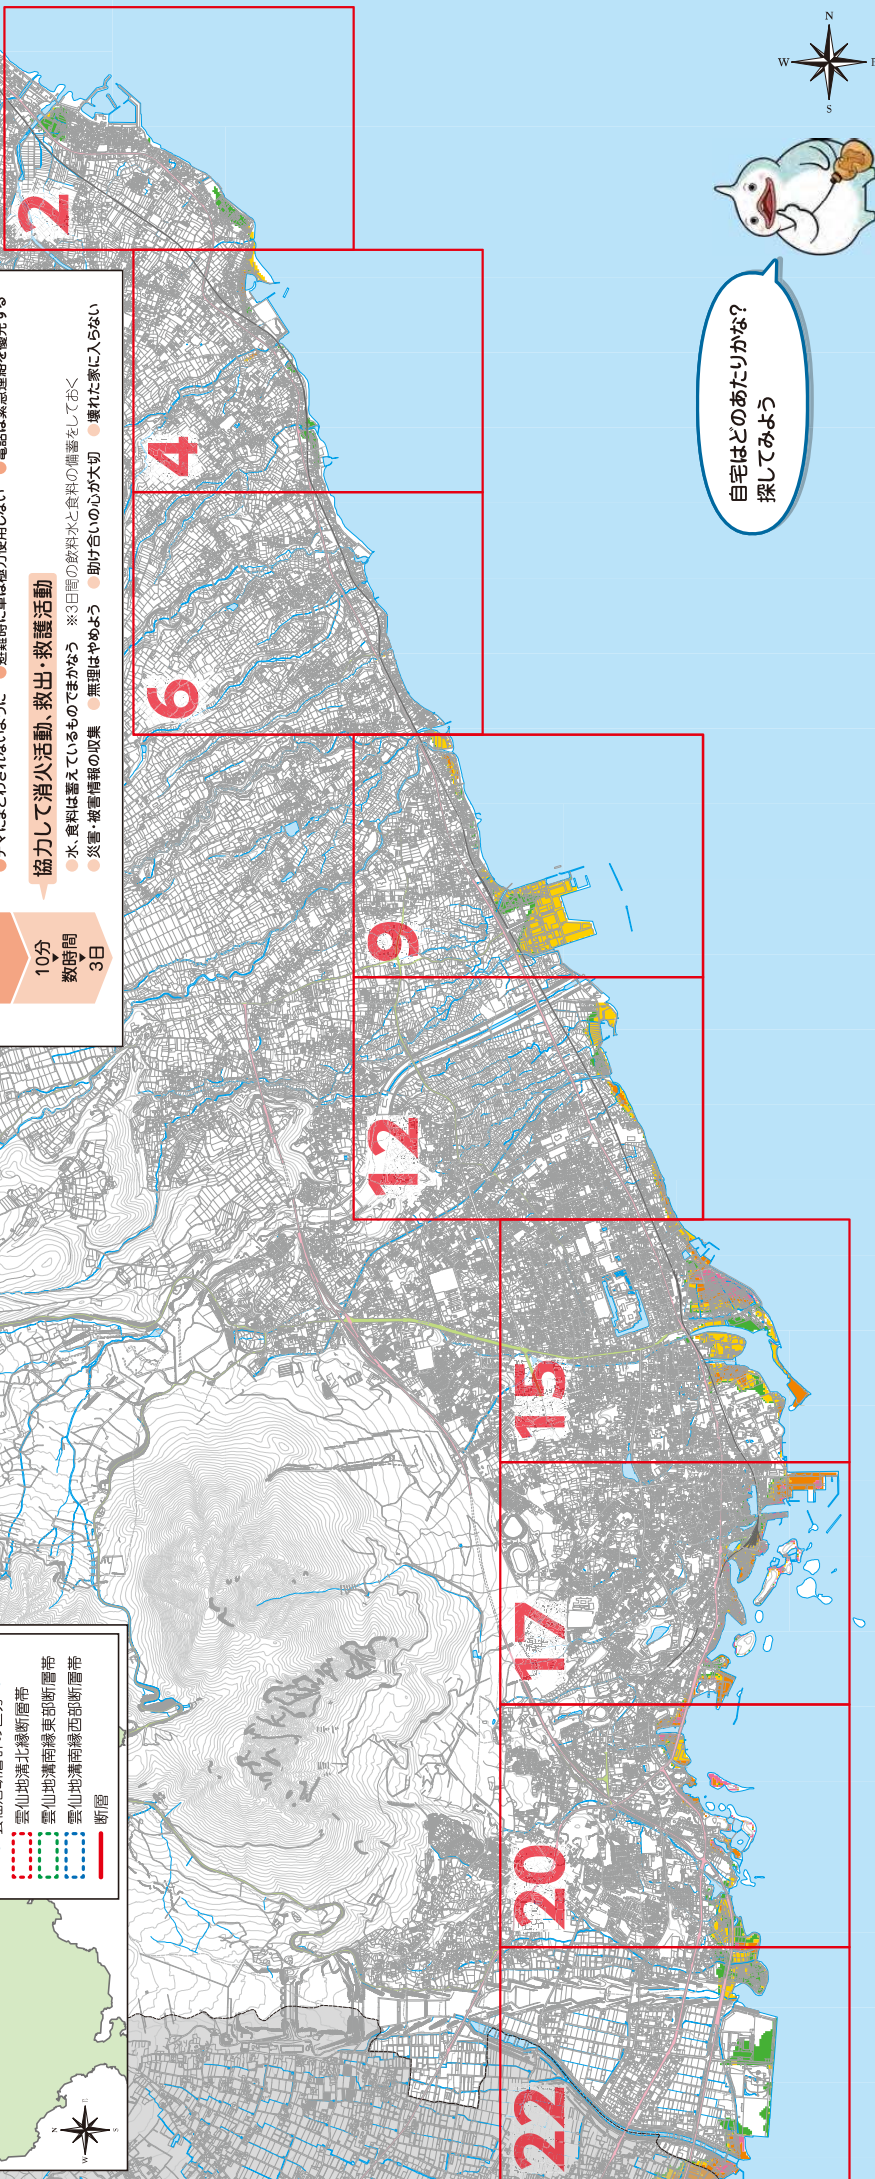 N
W
S
自宅はどのあたりかな?
探してみよう
2
4
6
9
12
15
17
20
22
10分
数時間
3日
協力して消火活動、救出・救護活動
●水、食料は蓄えているものでまかなう ※3日間の飲料水と食料の備蓄をしておく
●災害・被害情報の収集 ●無理はやめよう ●助け合いの心が大切 ●壊れた家に入らない
雲仙地溝北縁断層帯
雲仙地溝南縁東部断層帯
雲仙地溝南縁西部断層帯
断層
N
W
S
E